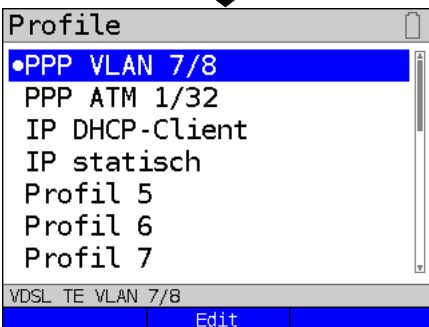 Profile
•PPP VLAN 7/8
PPP ATM 1/32
IP DHCP-Client
IP statisch
Profil 5
Profil 6
Profil 7
VDSL TE VLAN 7/8
Edit